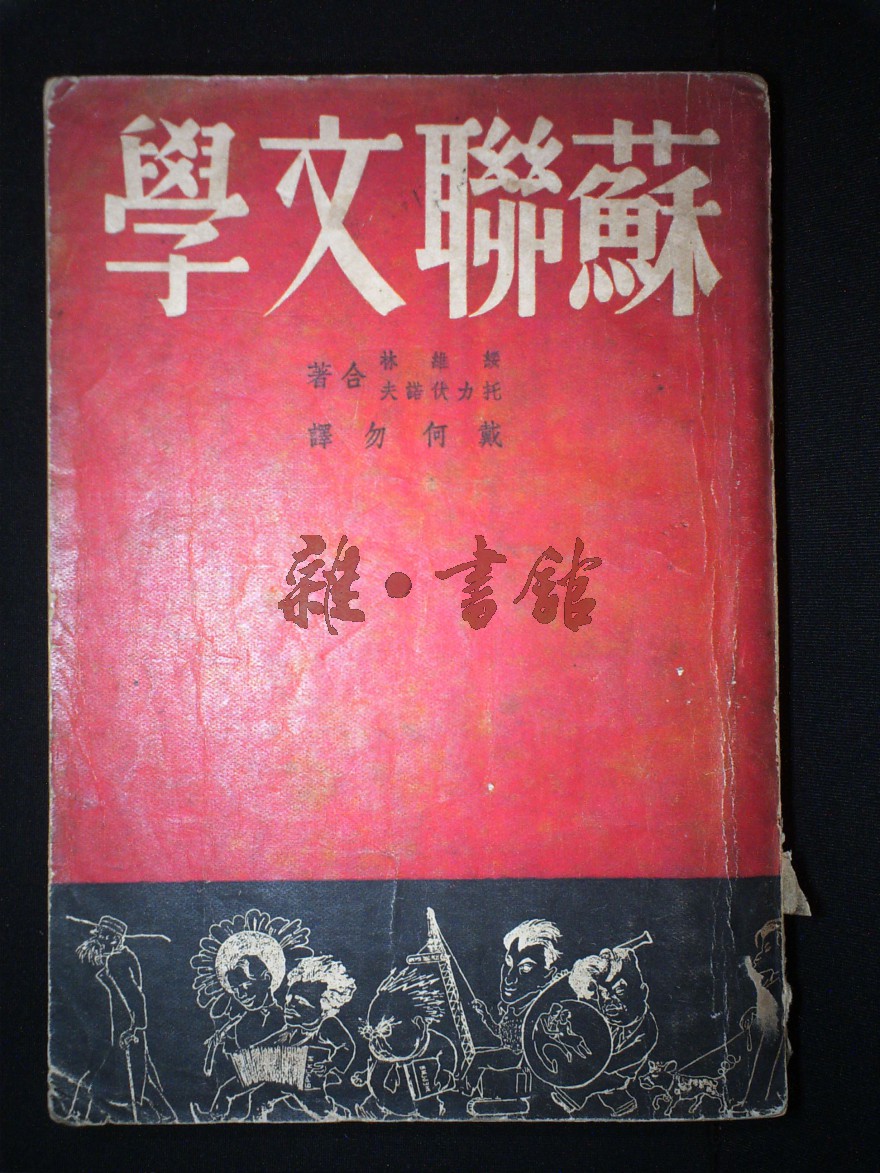 蘇聯文學
綏維林
托力伏諾夫
合著
戴何勿譯
雜•書館